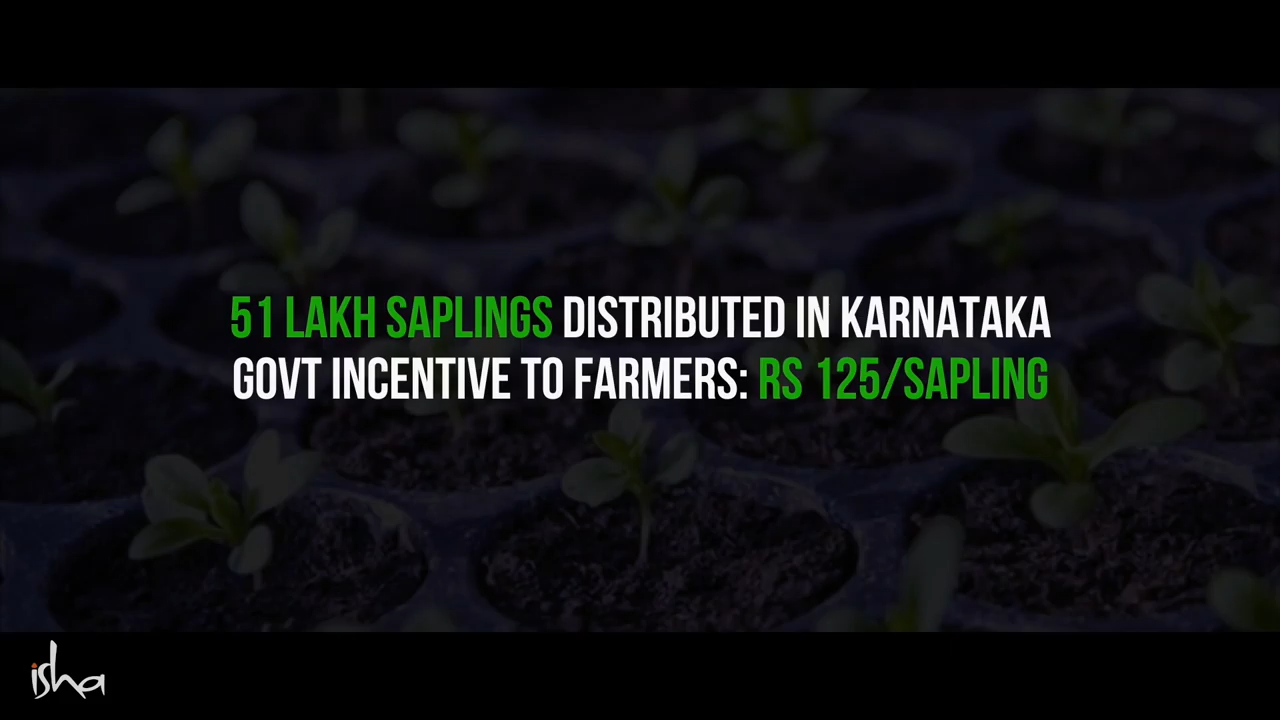 51 LAKH SAPLINGS DISTRIBUTED IN KARNATAKA
GOVT INCENTIVE TO FARMERS: RS 125/SAPLING
isha